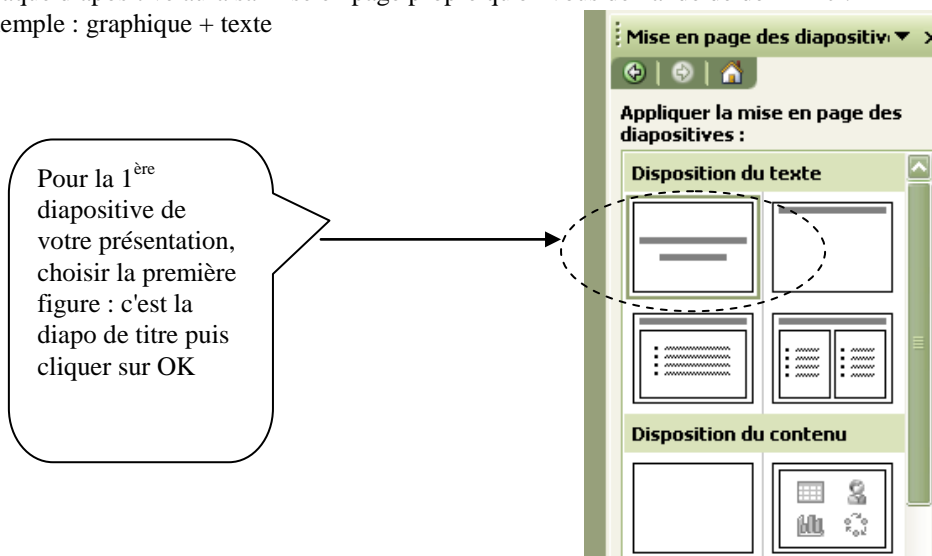 emple : graphique + texte
Mise en page des diapositiv
Appliquer la mise en page des
diapositives :
Disposition du texte
Pour la 1ère
diapositive de
votre présentation,
choisir la première
figure : c'est la
diapo de titre puis
cliquer sur OK
Disposition du contenu